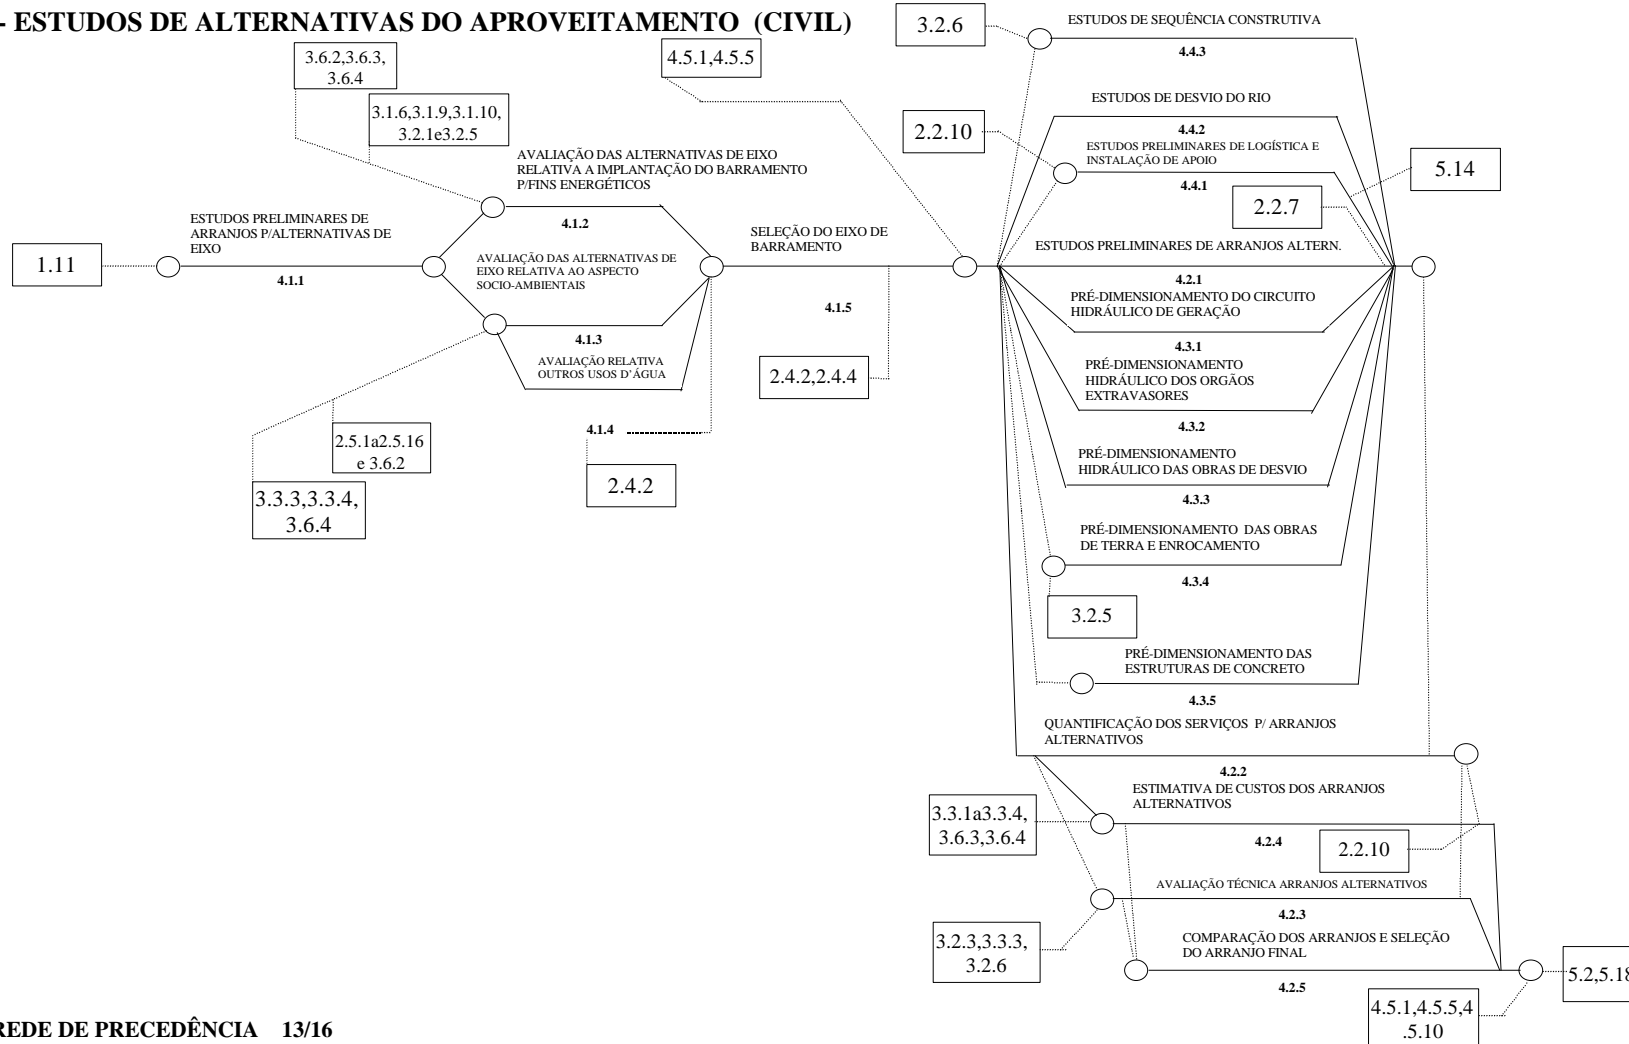 - ESTUDOS DE ALTERNATIVAS DO APROVEITAMENTO (CIVIL)
3.6.2,3.6.3,
3.6.4
3.1.6,3.1.9,3.1.10,
3.2.1e3.2.5
4.5.1,4.5.5
AVALIAÇÃO DAS ALTERNATIVAS DE EIXO
RELATIVA A IMPLANTAÇÃO DO BARRAMENTO
P/FINS ENERGÉTICOS
4.1.2
1.11
ESTUDOS PRELIMINARES DE
ARRANJOS P/ALTERNATIVAS DE
EIXO
4.1.1
AVALIAÇÃO DAS ALTERNATIVAS DE
EIXO RELATIVA AO ASPECTO
SOCIO-AMBIENTAIS
4.1.3
AVALIAÇÃO RELATIVA
OUTROS USOS D'ÁGUA
4.1.4
2.4.2
2.5.1a2.5.16
e 3.6.2
3.3.3,3.3.4,
3.6.4
SELEÇÃO DO EIXO DE
BARRAMENTO
4.1.5
2.4.2,2.4.4
3.2.6
ESTUDOS DE SEQUÊNCIA CONSTRUTIVA
4.4.3
ESTUDOS DE DESVIO DO RIO
4.4.2
2.2.10
ESTUDOS PRELIMINARES DE LOGÍSTICA E
INSTALAÇÃO DE APOIO
4.4.1
5.14
2.2.7
ESTUDOS PRELIMINARES DE ARRANJOS ALTERN.
4.2.1
PRÉ-DIMENSIONAMENTO DO CIRCUITO
HIDRÁULICO DE GERAÇÃO
4.3.1
PRÉ-DIMENSIONAMENTO
HIDRÁULICO DOS ORGÃOS
EXTRAVASORES
4.3.2
PRÉ-DIMENSIONAMENTO
HIDRÁULICO DAS OBRAS DE DESVIO
4.3.3
PRÉ-DIMENSIONAMENTO DAS OBRAS
DE TERRA E ENROCAMENTO
4.3.4
3.2.5
PRÉ-DIMENSIONAMENTO DAS
ESTRUTURAS DE CONCRETO
4.3.5
QUANTIFICAÇÃO DOS SERVIÇOS P/ ARRANJOS
ALTERNATIVOS
4.2.2
ESTIMATIVA DE CUSTOS DOS ARRANJOS
ALTERNATIVOS
3.3.1a3.3.4,
3.6.3,3.6.4
4.2.4
2.2.10
AVALIAÇÃO TÉCNICA ARRANJOS ALTERNATIVOS
4.2.3
3.2.3,3.3.3,
3.2.6
COMPARAÇÃO DOS ARRANJOS E SELEÇÃO
DO ARRANJO FINAL
4.2.5
5.2,5.18
4.5.1,4.5.5,4
.5.10
REDE DE PRECEDÊNCIA 13/16